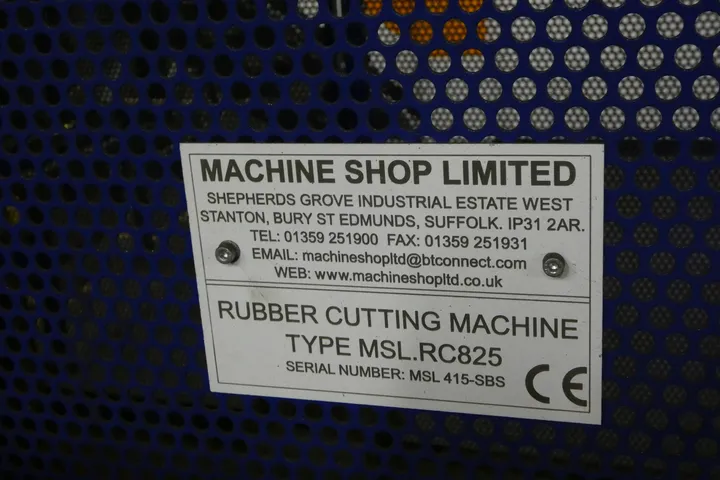 MACHINE SHOP LIMITED
SHEPHERDS GROVE INDUSTRIAL ESTATE WEST
STANTON, BURY ST EDMUNDS, SUFFOLK. IP31 2AR.
TEL: 01359 251900 FAX: 01359 251931
EMAIL: machineshopltd@btconnect.com
WEB: www.machineshopltd.co.uk
RUBBER CUTTING MACHINE
TYPE MSL.RC825
SERIAL NUMBER: MSL 415-SBS
CE